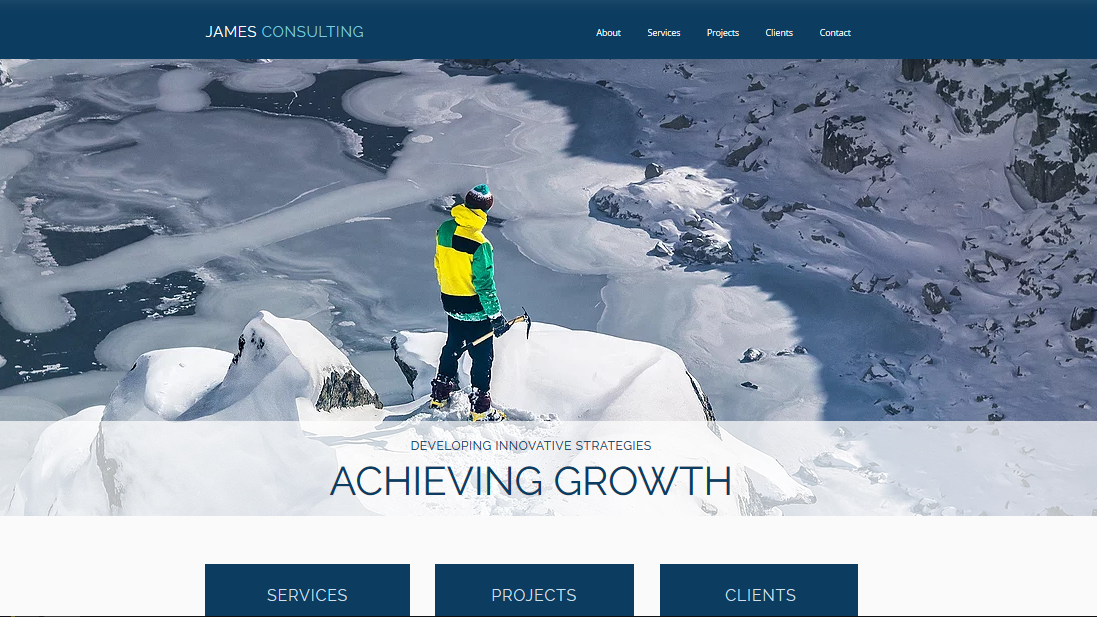 JAMES CONSULTING
About Services Projects Clients Contact
DEVELOPING INNOVATIVE STRATEGIES
ACHIEVING GROWTH
SERVICES PROJECTS CLIENTS